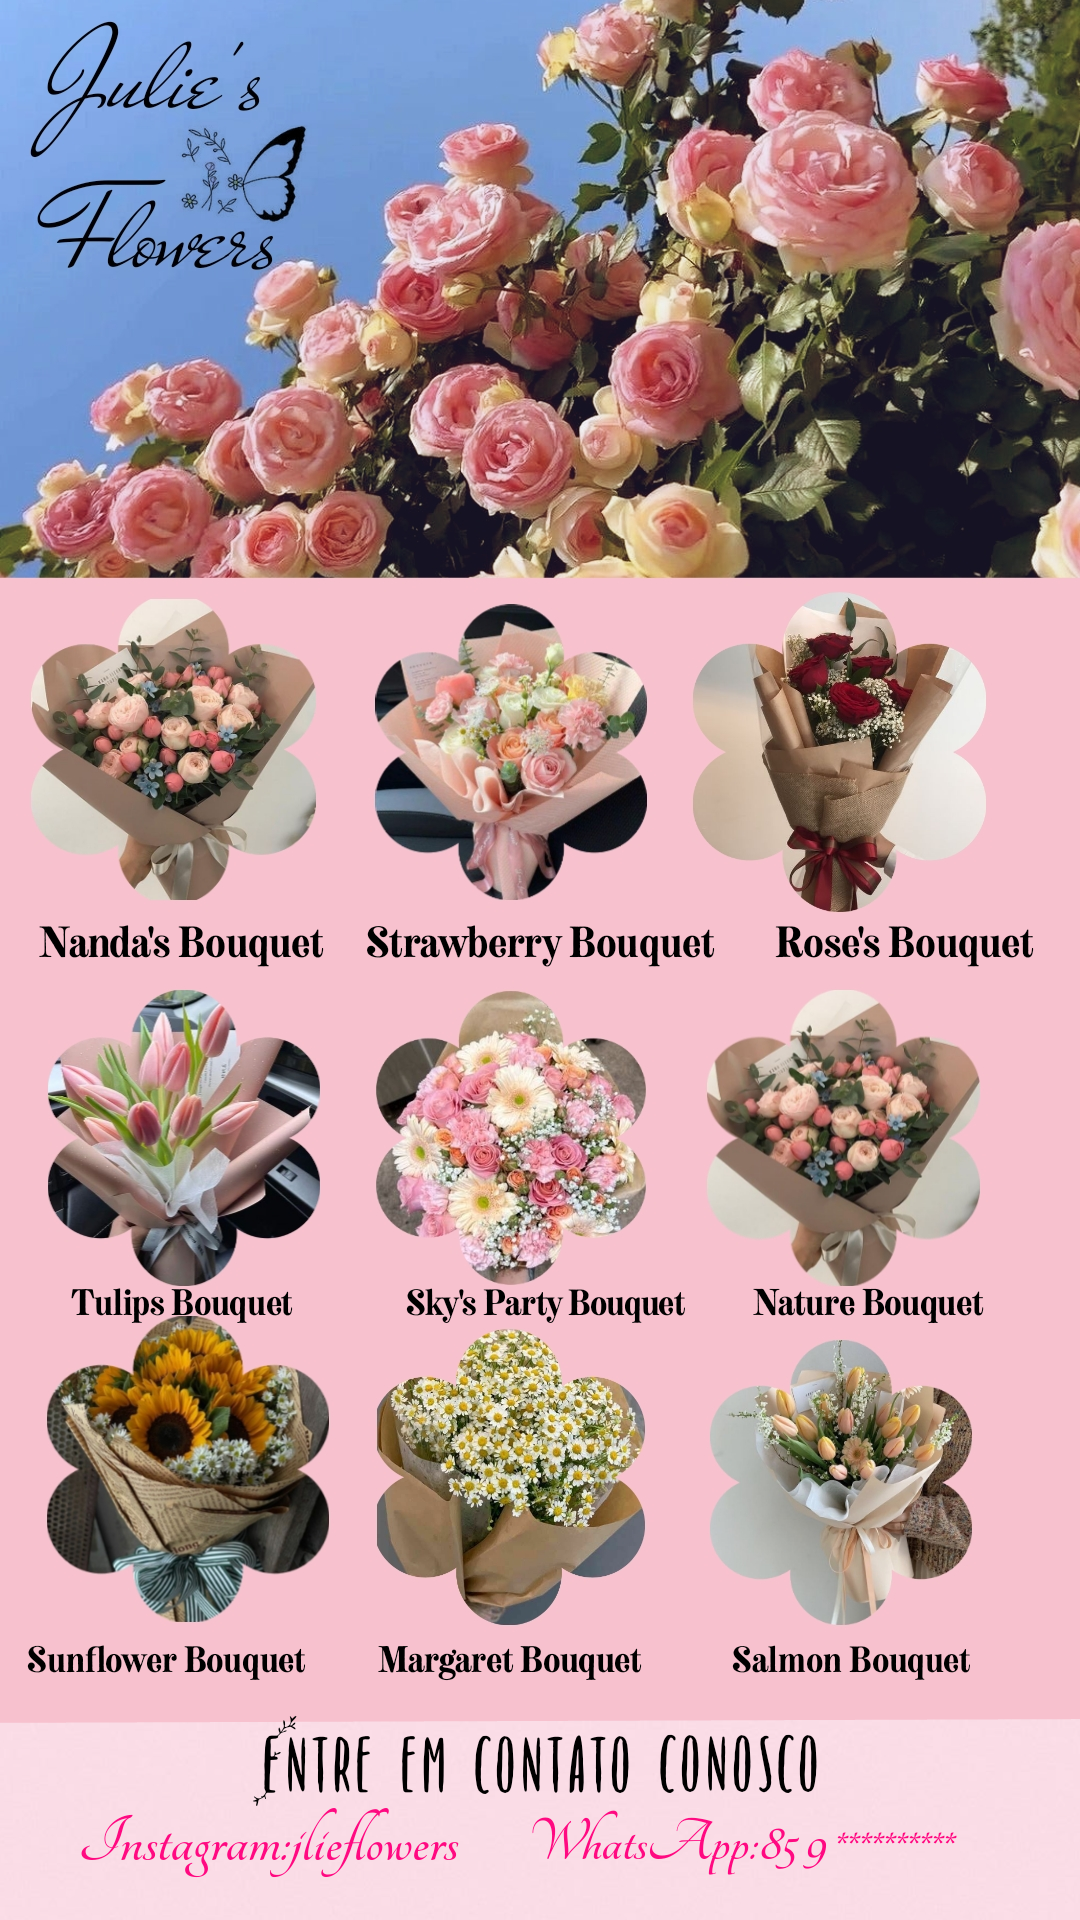 Julie's
Flowers
Nanda's Bouquet
Strawberry Bouquet
Rose's Bouquet
Tulips Bouquet
Sky's Party Bouquet
Nature Bouquet
Sunflower Bouquet
Margaret Bouquet
Salmon Bouquet
ENTRE EM CONTATO CONOSCO
Instagram:jlieflowers
WhatsApp:85 9 **********